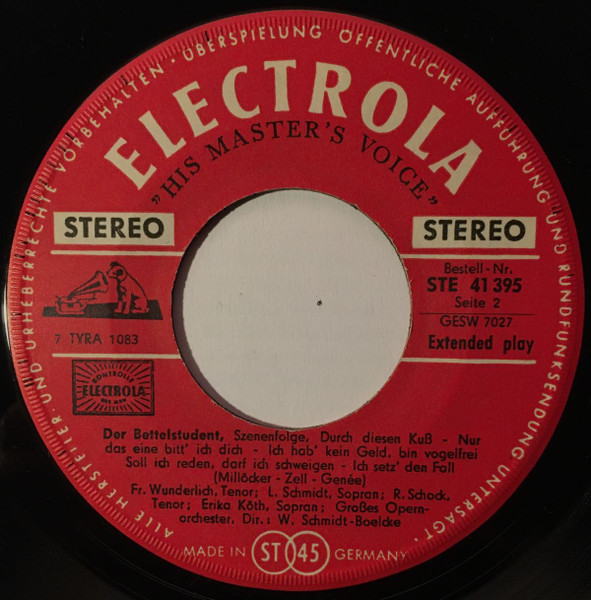 ALLE HERSTELLER- UND URHEBERRECHTE VORBEHALTEN · ÜBERSPIELUNG ÖFFENTLICHE AUFFÜHRUNG UND RUNDFUNKSENDUNG UNTERSAGT ·
ELECTROLA
„HIS MASTER'S VOICE”
STEREO
STEREO
Bestell-Nr.
STE 41 395
Seite 2
GESW 7027
Extended play
7 TYRA 1083
KONTROLLE
ELECTROLA
Der Bettelstudent, Szenenfolge, Durch diesen Kuß - Nur
das eine bitt' ich dich - Ich hab' kein Geld, bin vogelfrei
Soll ich reden, darf ich schweigen - Ich setz' den Fall
(Millöcker - Zell - Genée)
Fr. Wunderlich, Tenor; L. Schmidt, Sopran; R. Schock,
Tenor; Erika Köth, Sopran; Großes Opern-
orchester, Dir.: W. Schmidt-Boelcke
MADE IN ST 45 GERMANY